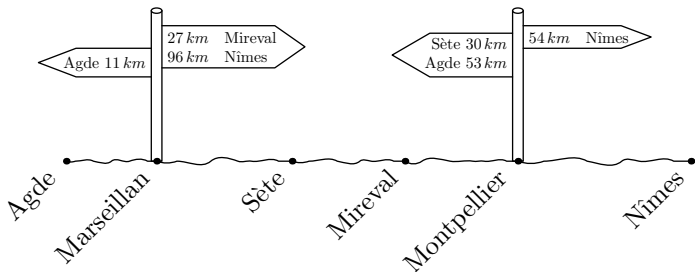 Agde 11 km
27 km Mireval
96 km Nîmes
Sète 30 km
Agde 53 km
54 km Nîmes
Agde
Marseillan
Sète
Mireval
Montpellier
Nîmes